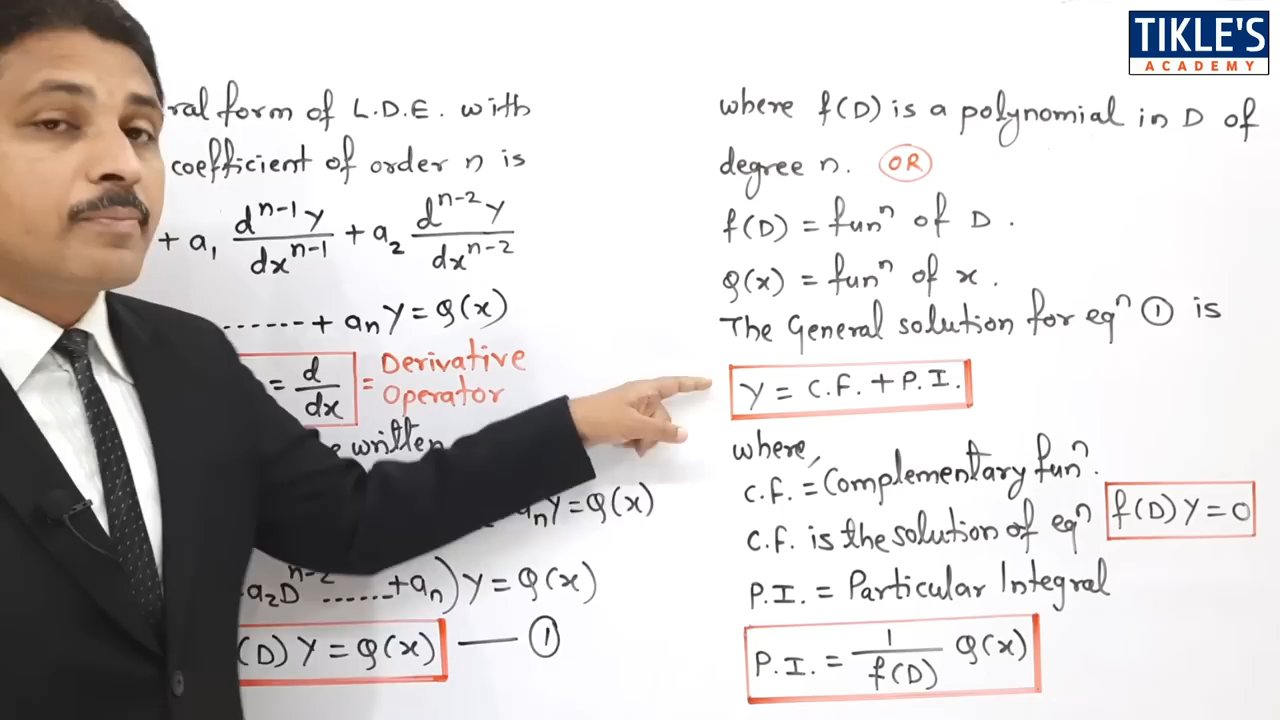 TIKLE'S
ACADEMY
ral form of L.D.E. with
coefficient of order n is
+ a₁ dⁿ⁻¹y/dxⁿ⁻¹ + a₂ dⁿ⁻²y/dxⁿ⁻²
.......+ aₙy = Q(x)
= d/dx = Derivative Operator
written
aₙy = Q(x)
a₂Dⁿ⁻² ......+aₙ)y = Q(x)
(D) y = Q(x) — ①
where f(D) is a polynomial in D of
degree n. OR
f(D) = funⁿ of D.
Q(x) = funⁿ of x.
The General solution for eqⁿ ① is
y = C.F. + P.I.
where,
C.F. = Complementary funⁿ.
C.F. is the solution of eqⁿ f(D)y = 0
P.I. = Particular Integral
P.I. = 1/f(D) Q(x)